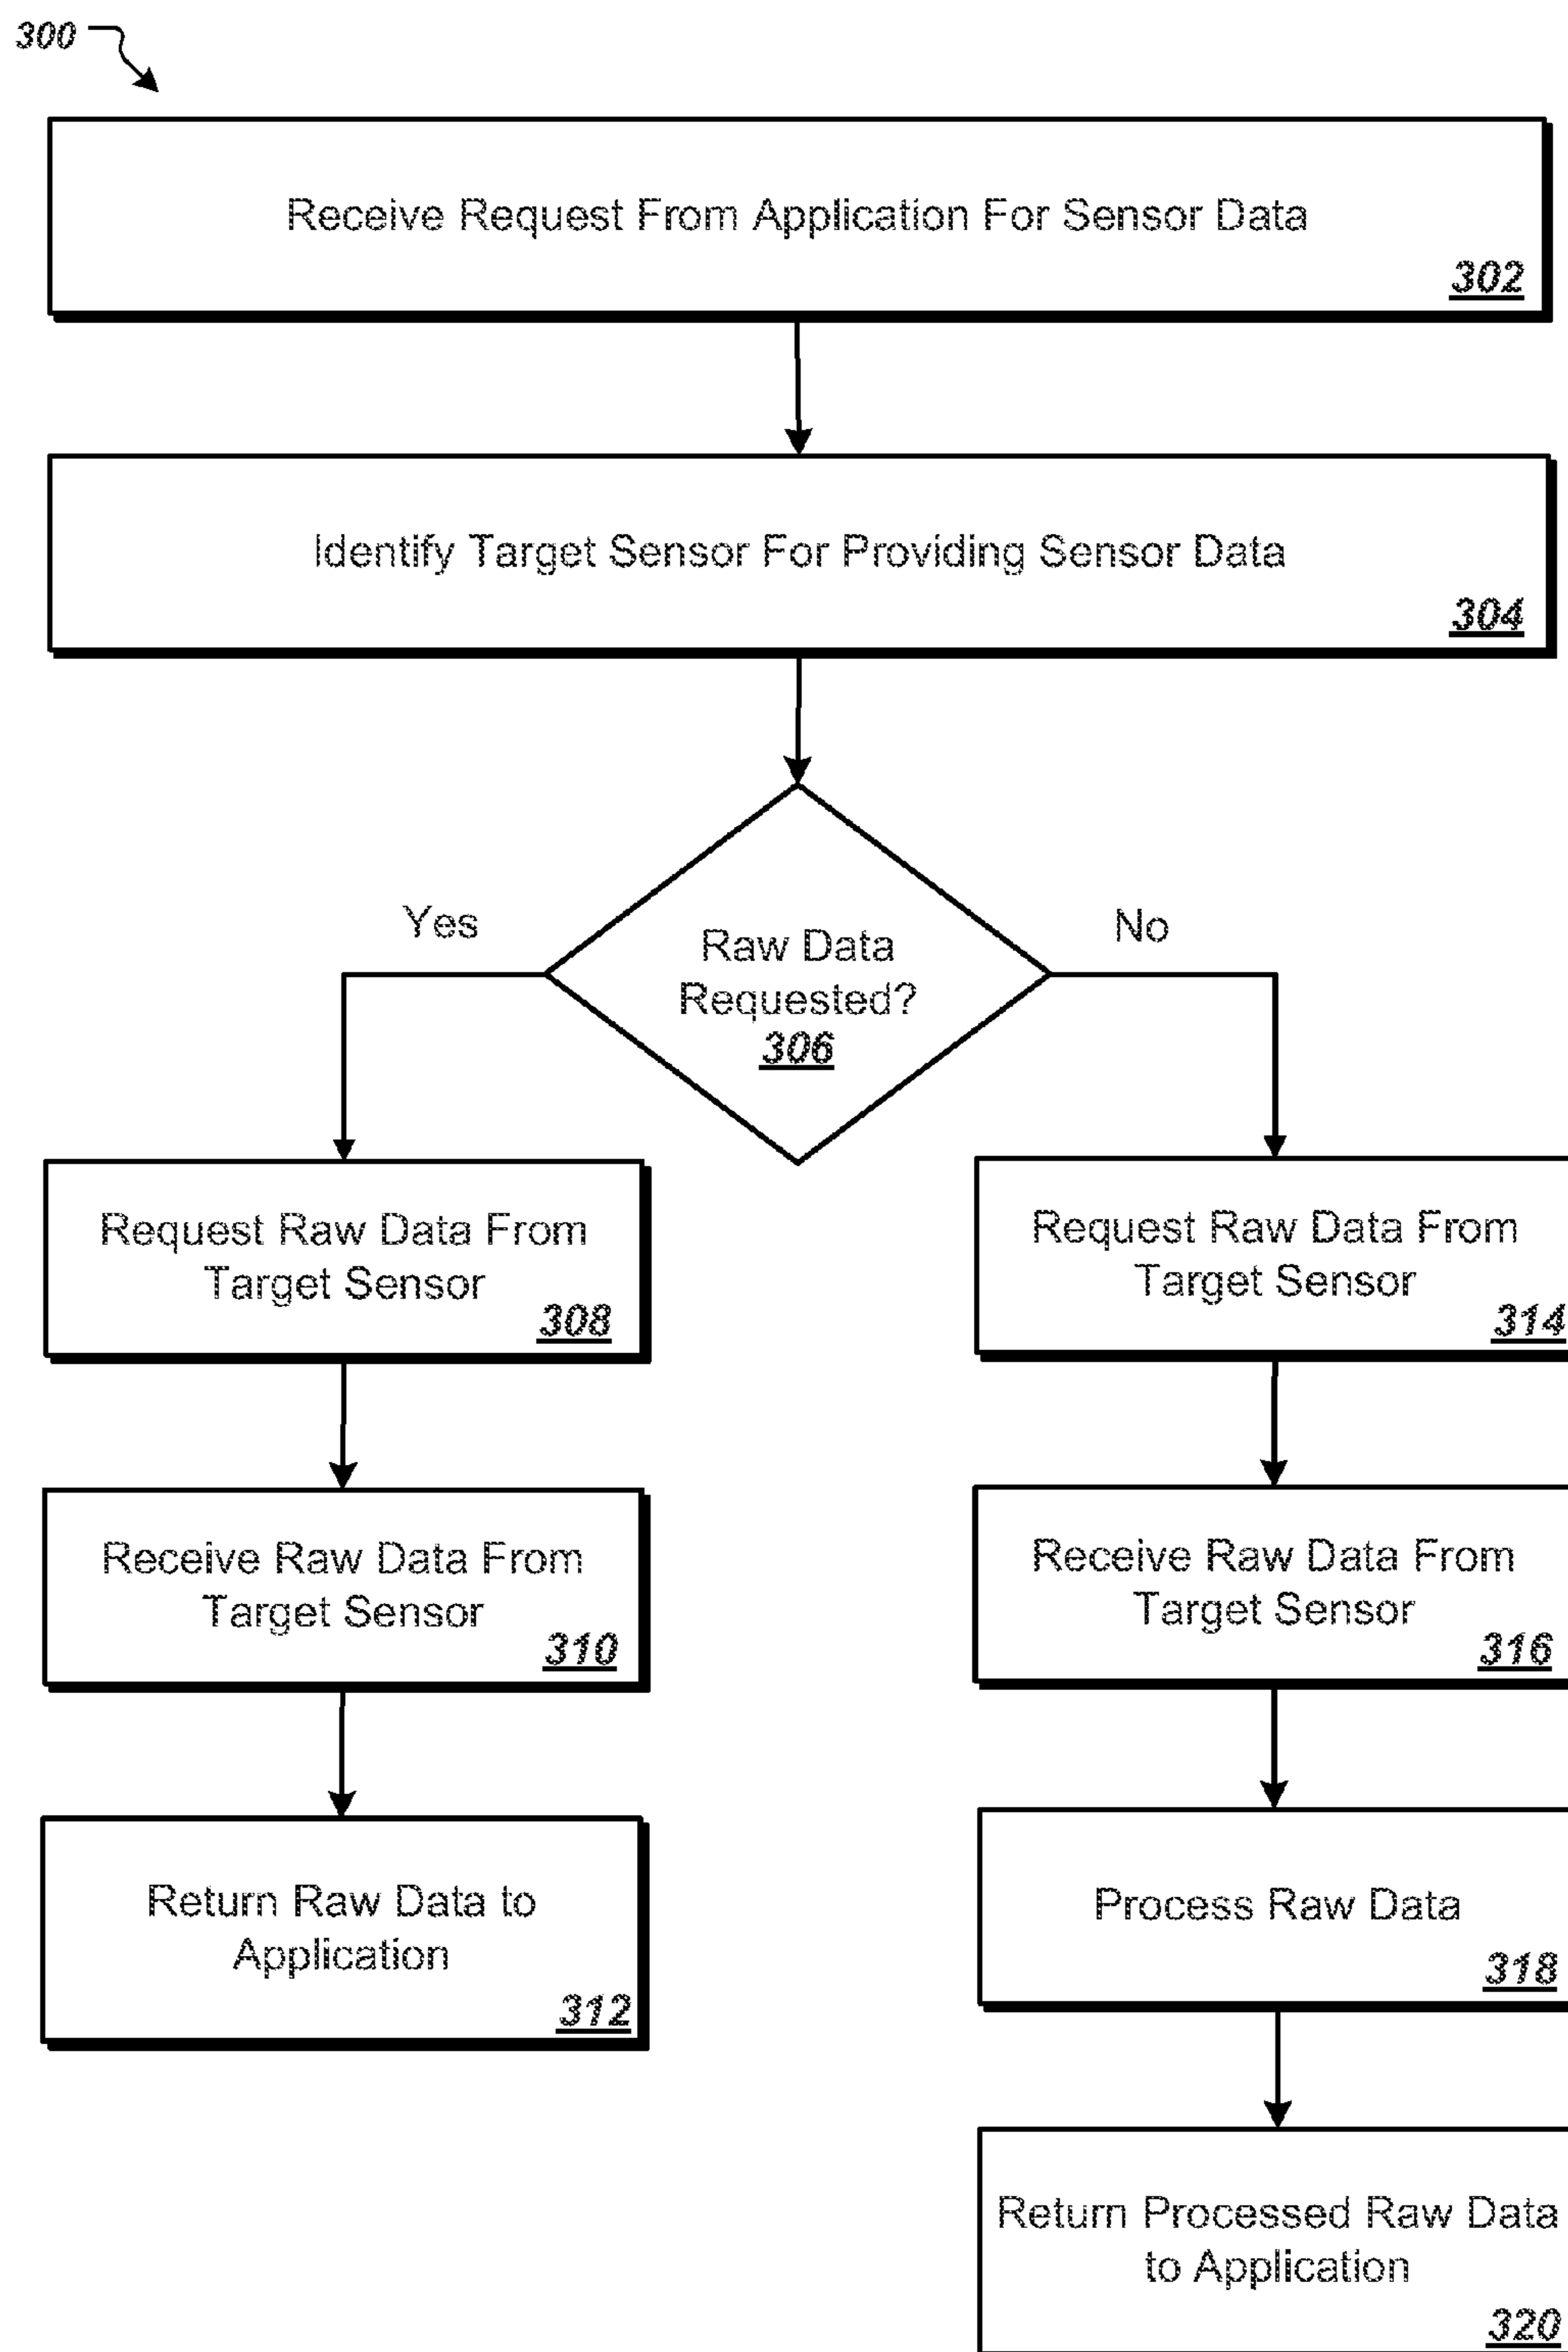 300
Receive Request From Application For Sensor Data
302
Identify Target Sensor For Providing Sensor Data
304
Yes
No
Raw Data
Requested?
306
Request Raw Data From
Target Sensor
308
Receive Raw Data From
Target Sensor
310
Return Raw Data to
Application
312
Request Raw Data From
Target Sensor
314
Receive Raw Data From
Target Sensor
316
Process Raw Data
318
Return Processed Raw Data
to Application
320